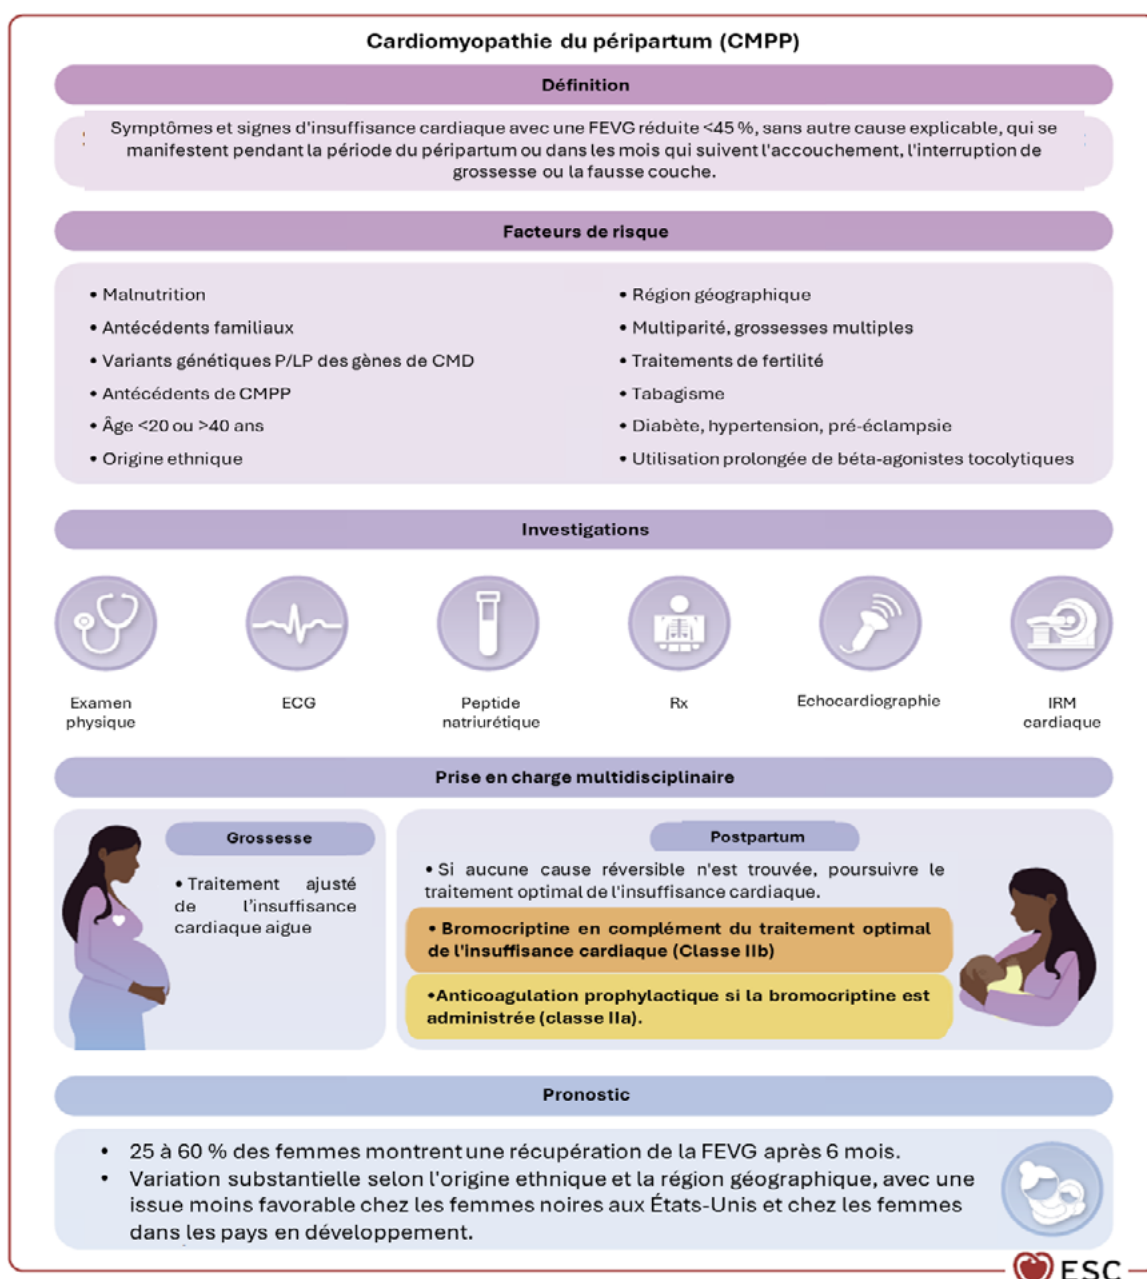 Cardiomyopathie du péripartum (CMPP)
Définition
Symptômes et signes d'insuffisance cardiaque avec une FEVG réduite <45 %, sans autre cause explicable, qui se
manifestent pendant la période du péripartum ou dans les mois qui suivent l'accouchement, l'interruption de
grossesse ou la fausse couche.
Facteurs de risque
• Malnutrition
• Antécédents familiaux
• Variants génétiques P/LP des gènes de CMD
• Antécédents de CMPP
• Âge <20 ou >40 ans
• Origine ethnique
• Région géographique
• Multiparité, grossesses multiples
• Traitements de fertilité
• Tabagisme
• Diabète, hypertension, pré-éclampsie
• Utilisation prolongée de béta-agonistes tocolytiques
Investigations
Examen
physique
ECG
Peptide
natriurétique
Rx
Echocardiographie
IRM
cardiaque
Prise en charge multidisciplinaire
Grossesse
• Traitement ajusté
de l'insuffisance
cardiaque aigue
Postpartum
• Si aucune cause réversible n'est trouvée, poursuivre le
traitement optimal de l'insuffisance cardiaque.
• Bromocriptine en complément du traitement optimal
de l'insuffisance cardiaque (Classe IIb)
•Anticoagulation prophylactique si la bromocriptine est
administrée (classe IIa).
Pronostic
• 25 à 60 % des femmes montrent une récupération de la FEVG après 6 mois.
• Variation substantielle selon l'origine ethnique et la région géographique, avec une
issue moins favorable chez les femmes noires aux États-Unis et chez les femmes
dans les pays en développement.
ESC